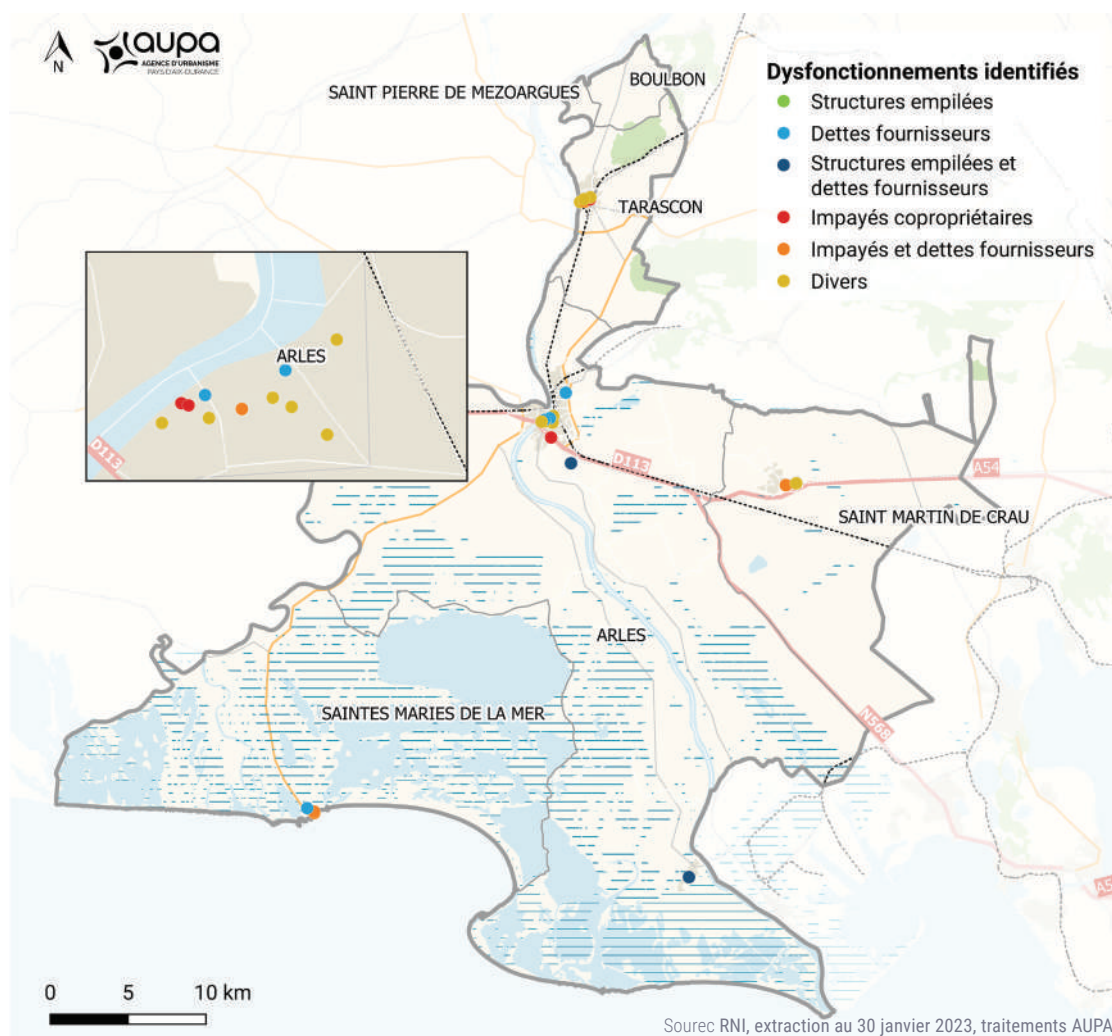 N
aupa
AGENCE D'URBANISME
PAYS D'AIX-DURANCE
SAINT PIERRE DE MEZOARGUES
BOULBON
TARASCON
Dysfonctionnements identifiés
Structures empilées
Dettes fournisseurs
Structures empilées et
dettes fournisseurs
Impayés copropriétaires
Impayés et dettes fournisseurs
Divers
ARLES
D113
D113
A54
SAINT MARTIN DE CRAU
ARLES
SAINTES MARIES DE LA MER
N568
0 5 10 km
Sourec RNI, extraction au 30 janvier 2023, traitements AUPA